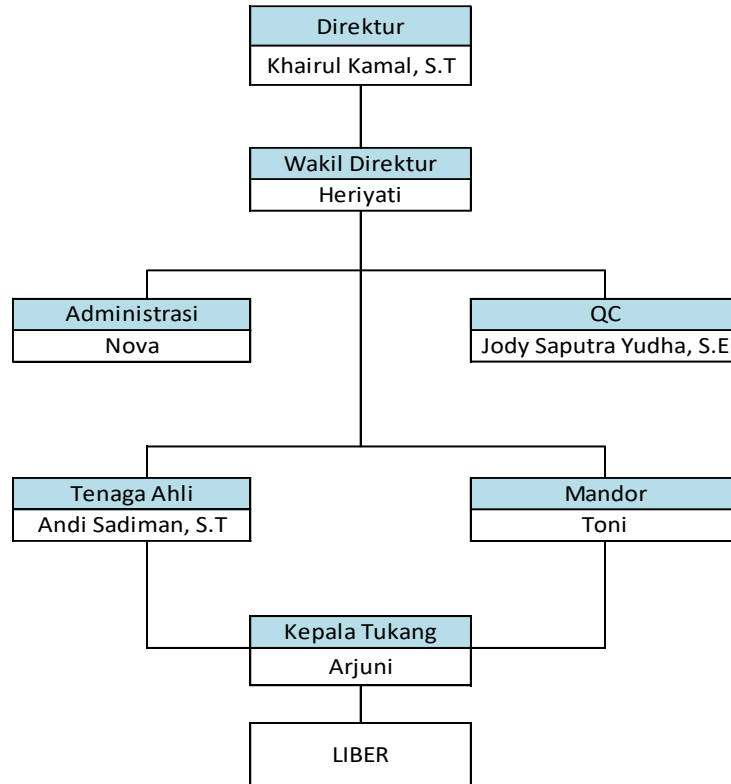 Direktur
Khairul Kamal, S.T
Wakil Direktur
Heriyati
Administrasi
Nova
QC
Jody Saputra Yudha, S.E
Tenaga Ahli
Andi Sadiman, S.T
Mandor
Toni
Kepala Tukang
Arjuni
LIBER